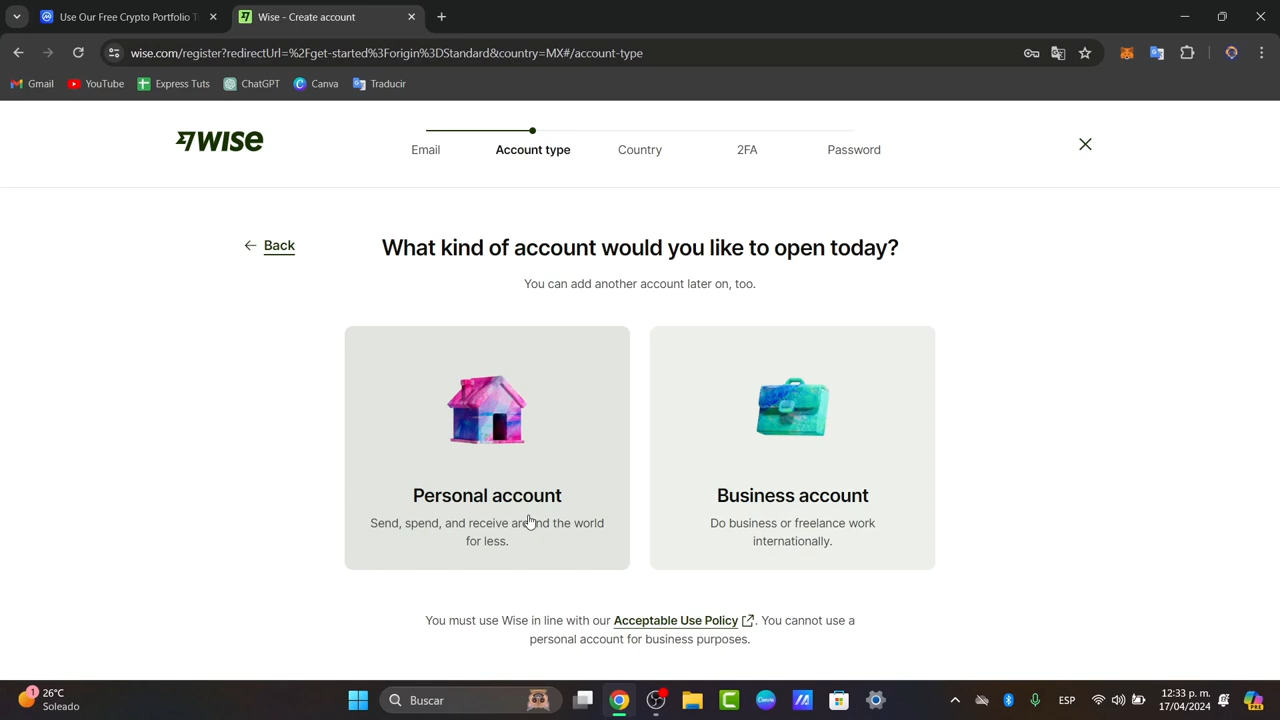 Use Our Free Crypto Portfolio T
Wise - Create account
wise.com/register?redirectUrl=%2Fget-started%3Forigin%3DStandard&country=MX#/account-type
Gmail
YouTube
Express Tuts
ChatGPT
Canva
Traducir
WISE
Email
Account type
Country
2FA
Password
Back
What kind of account would you like to open today?
You can add another account later on, too.
Personal account
Send, spend, and receive around the world
for less.
Business account
Do business or freelance work
internationally.
You must use Wise in line with our Acceptable Use Policy. You cannot use a
personal account for business purposes.
1
26°C
Soleado
Buscar
ESP
12:33 p. m.
17/04/2024
PRE